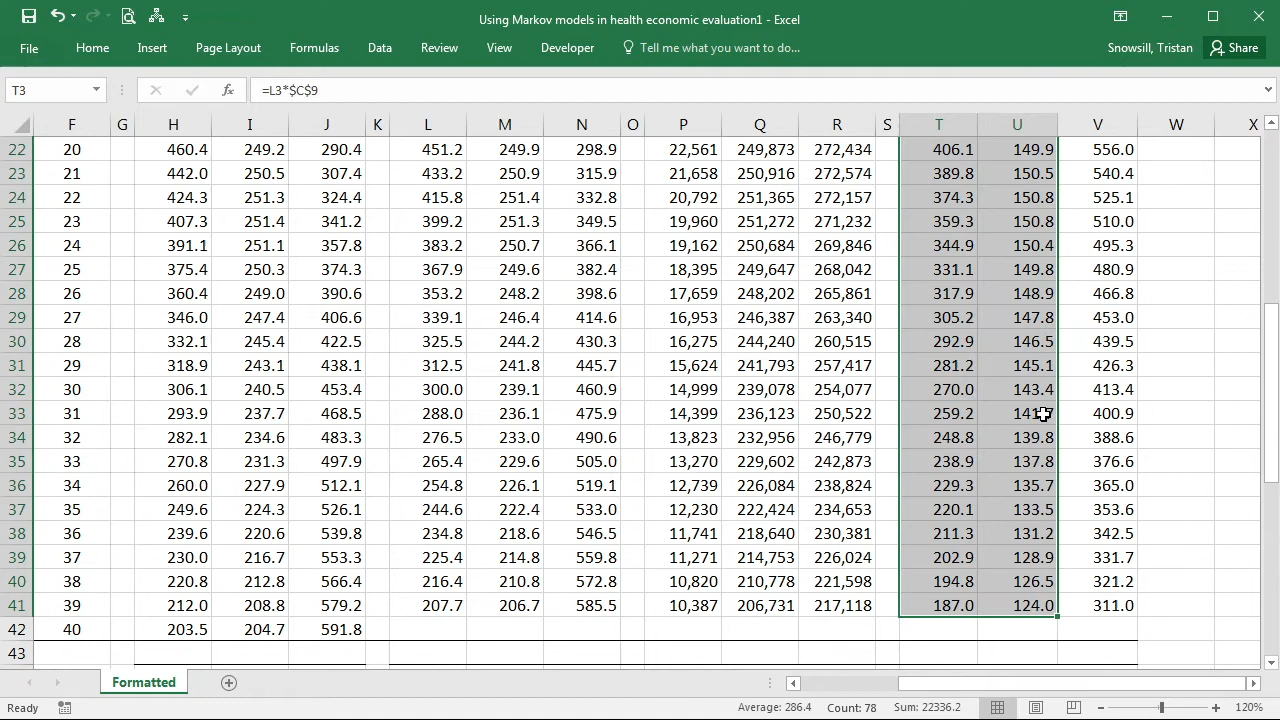 Using Markov models in health economic evaluation1 - Excel
File Home Insert Page Layout Formulas Data Review View Developer Tell me what you want to do... Snowsill, Tristan Share
T3 fx =L3*$C$9
F G H I J K L M N O P Q R S T U V W X
22 20 460.4 249.2 290.4 451.2 249.9 298.9 22,561 249,873 272,434 406.1 149.9 556.0
23 21 442.0 250.5 307.4 433.2 250.9 315.9 21,658 250,916 272,574 389.8 150.5 540.4
24 22 424.3 251.3 324.4 415.8 251.4 332.8 20,792 251,365 272,157 374.3 150.8 525.1
25 23 407.3 251.4 341.2 399.2 251.3 349.5 19,960 251,272 271,232 359.3 150.8 510.0
26 24 391.1 251.1 357.8 383.2 250.7 366.1 19,162 250,684 269,846 344.9 150.4 495.3
27 25 375.4 250.3 374.3 367.9 249.6 382.4 18,395 249,647 268,042 331.1 149.8 480.9
28 26 360.4 249.0 390.6 353.2 248.2 398.6 17,659 248,202 265,861 317.9 148.9 466.8
29 27 346.0 247.4 406.6 339.1 246.4 414.6 16,953 246,387 263,340 305.2 147.8 453.0
30 28 332.1 245.4 422.5 325.5 244.2 430.3 16,275 244,240 260,515 292.9 146.5 439.5
31 29 318.9 243.1 438.1 312.5 241.8 445.7 15,624 241,793 257,417 281.2 145.1 426.3
32 30 306.1 240.5 453.4 300.0 239.1 460.9 14,999 239,078 254,077 270.0 143.4 413.4
33 31 293.9 237.7 468.5 288.0 236.1 475.9 14,399 236,123 250,522 259.2 141.7 400.9
34 32 282.1 234.6 483.3 276.5 233.0 490.6 13,823 232,956 246,779 248.8 139.8 388.6
35 33 270.8 231.3 497.9 265.4 229.6 505.0 13,270 229,602 242,873 238.9 137.8 376.6
36 34 260.0 227.9 512.1 254.8 226.1 519.1 12,739 226,084 238,824 229.3 135.7 365.0
37 35 249.6 224.3 526.1 244.6 222.4 533.0 12,230 222,424 234,653 220.1 133.5 353.6
38 36 239.6 220.6 539.8 234.8 218.6 546.5 11,741 218,640 230,381 211.3 131.2 342.5
39 37 230.0 216.7 553.3 225.4 214.8 559.8 11,271 214,753 226,024 202.9 128.9 331.7
40 38 220.8 212.8 566.4 216.4 210.8 572.8 10,820 210,778 221,598 194.8 126.5 321.2
41 39 212.0 208.8 579.2 207.7 206.7 585.5 10,387 206,731 217,118 187.0 124.0 311.0
42 40 203.5 204.7 591.8
43
Formatted
Ready Average: 286.4 Count: 78 Sum: 22336.2 120%